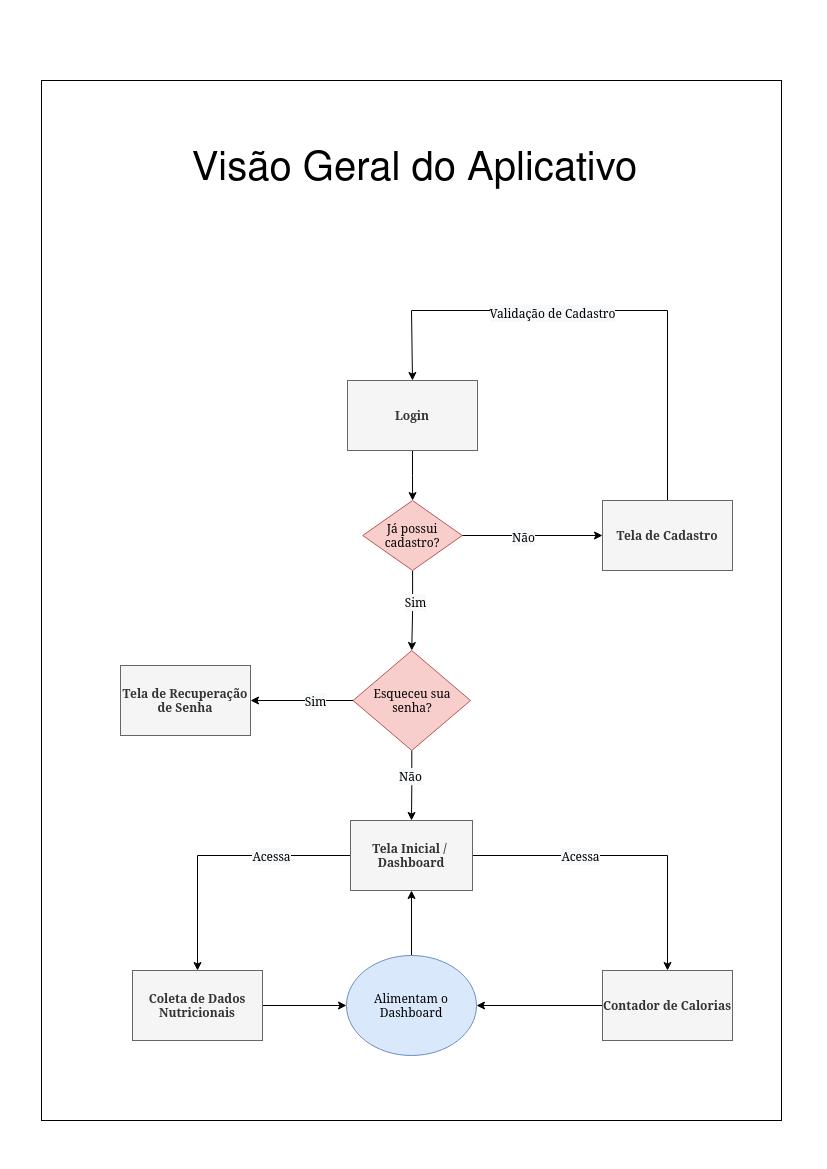 Visão Geral do Aplicativo
Validação de Cadastro
Login
Já possui
cadastro?
Não
Tela de Cadastro
Sim
Tela de Recuperação
de Senha
Sim
Esqueceu sua
senha?
Não
Tela Inicial /
Dashboard
Acessa
Acessa
Coleta de Dados
Nutricionais
Alimentam o
Dashboard
Contador de Calorias